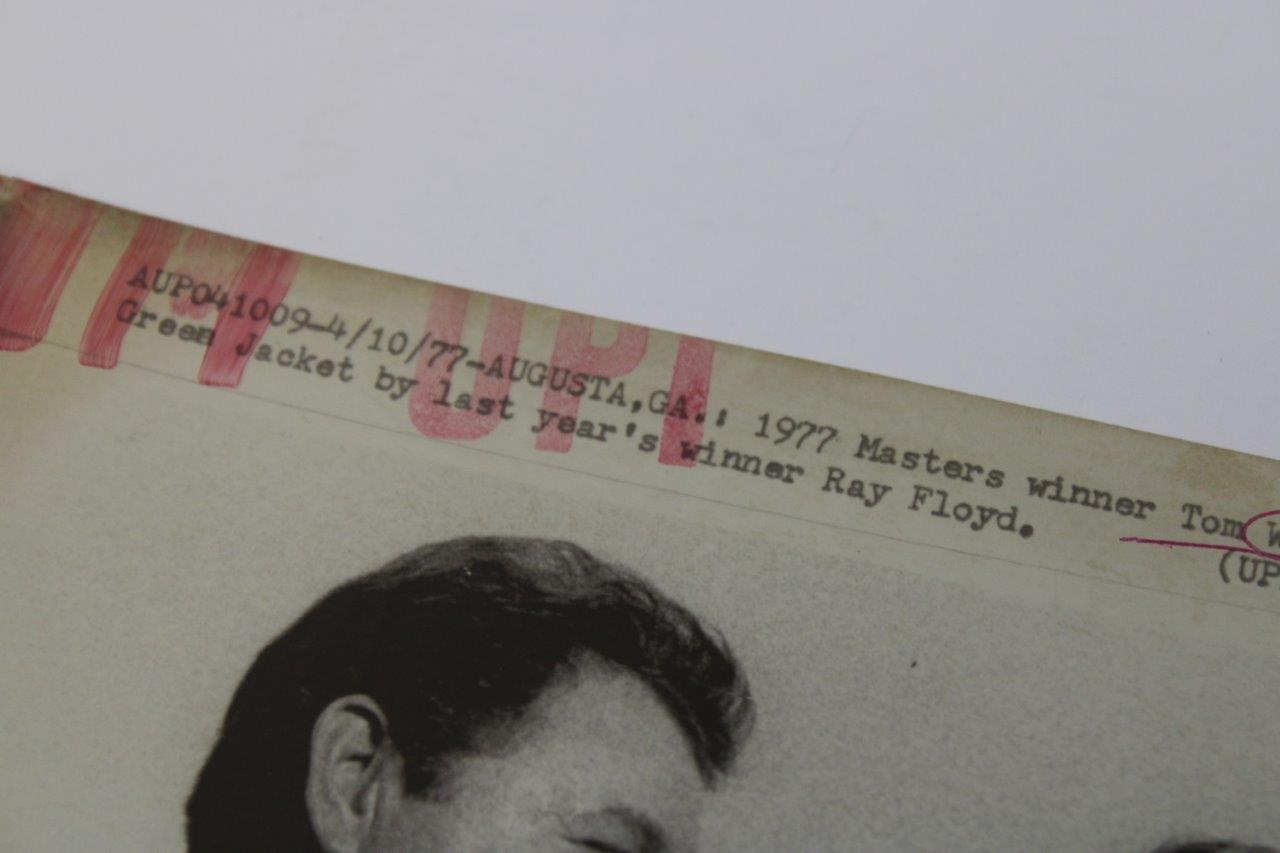 UPI
AUP041009-4/10/77-AUGUSTA,GA.: 1977 Masters winner Tom W
Green Jacket by last year's winner Ray Floyd.
(UP